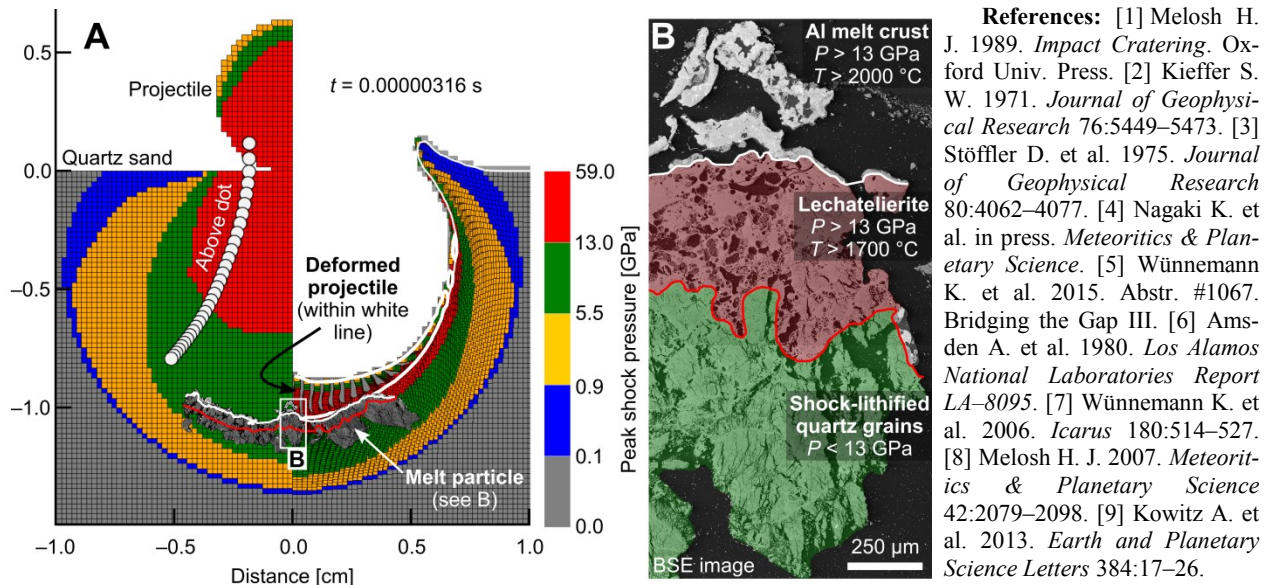 A
0.5
0.0
−0.5
−1.0
Projectile
t = 0.00000316 s
Quartz sand
Above dot
Deformed
projectile
(within white
line)
B
Melt particle
(see B)
−1.0
−0.5
0.0
0.5
1.0
Distance [cm]
59.0
13.0
5.5
0.9
0.1
0.0
Peak shock pressure [GPa]
B
Al melt crust
P > 13 GPa
T > 2000 °C
Lechatelierite
P > 13 GPa
T > 1700 °C
Shock-lithified
quartz grains
P < 13 GPa
250 µm
BSE image
References: [1] Melosh H.
J. 1989. Impact Cratering. Ox-
ford Univ. Press. [2] Kieffer S.
W. 1971. Journal of Geophysi-
cal Research 76:5449–5473. [3]
Stöffler D. et al. 1975. Journal
of Geophysical Research
80:4062–4077. [4] Nagaki K. et
al. in press. Meteoritics & Plan-
etary Science. [5] Wünnemann
K. et al. 2015. Abstr. #1067.
Bridging the Gap III. [6] Ams-
den A. et al. 1980. Los Alamos
National Laboratories Report
LA–8095. [7] Wünnemann K. et
al. 2006. Icarus 180:514–527.
[8] Melosh H. J. 2007. Meteorit-
ics & Planetary Science
42:2079–2098. [9] Kowitz A. et
al. 2013. Earth and Planetary
Science Letters 384:17–26.